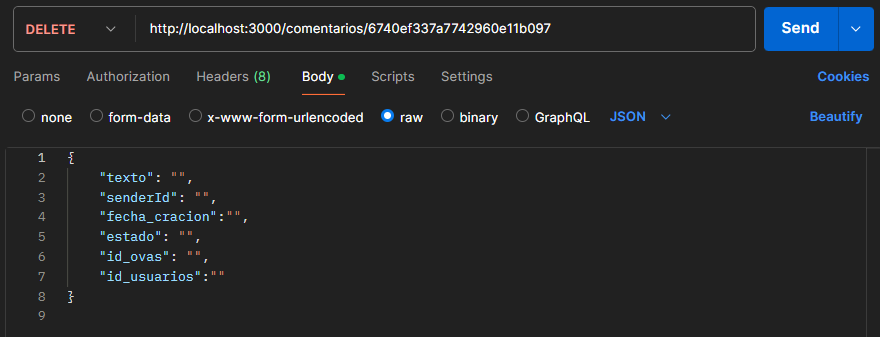 DELETE http://localhost:3000/comentarios/6740ef337a7742960e11b097 Send
Params Authorization Headers (8) Body Scripts Settings Cookies
none form-data x-www-form-urlencoded raw binary GraphQL JSON Beautify
1 {
2 "texto": "",
3 "senderId": "",
4 "fecha_cracion":"",
5 "estado": "",
6 "id_ovas": "",
7 "id_usuarios":""
8 }
9